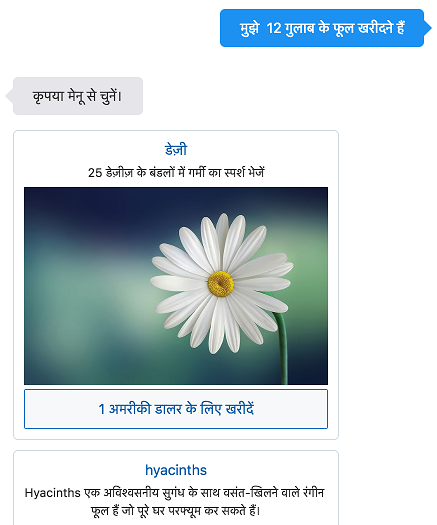 मुझे  12 गुलाब के फूल खरीदने हैं
कृपया मेनू से चुनें।
डेज़ी
25 डेज़ीज़ के बंडलों में गर्मी का स्पर्श भेजें
1 अमरीकी डालर के लिए खरीदें
hyacinths
Hyacinths एक अविश्वसनीय सुगंध के साथ वसंत-खिलने वाले रंगीन
फूल हैं जो पूरे घर परफ्यूम कर सकते हैं।